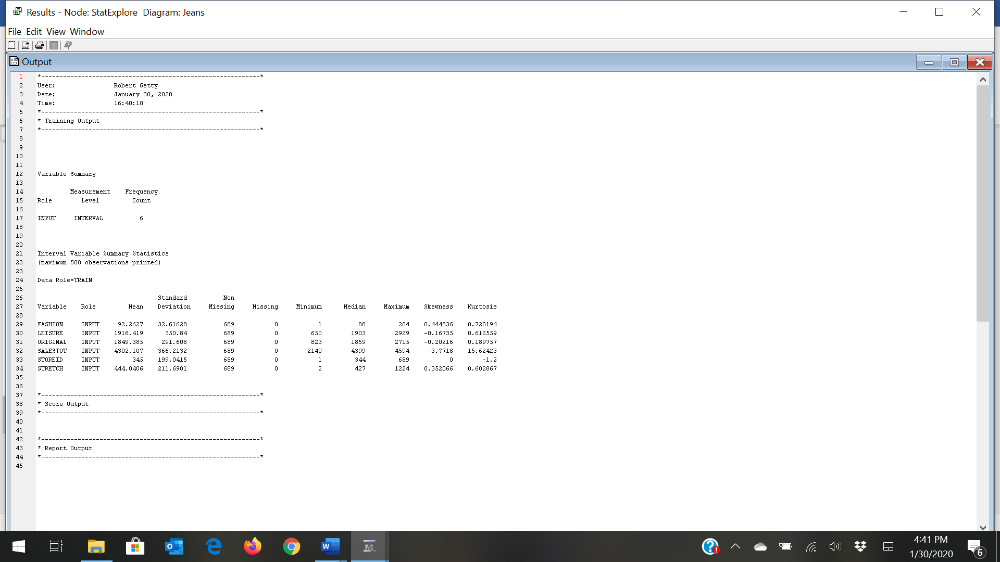 Results - Node: StatExplore  Diagram: Jeans
File  Edit  View  Window
Output
1 *------------------------------------------------------------*
2 User:                Robert Getty
3 Date:                January 30, 2020
4 Time:                16:40:10
5 *------------------------------------------------------------*
6 * Training Output
7 *------------------------------------------------------------*
8
9
10
11
12 Variable Summary
13
14          Measurement    Frequency
15 Role        Level         Count
16
17 INPUT     INTERVAL          6
18
19
20
21 Interval Variable Summary Statistics
22 (maximum 500 observations printed)
23
24 Data Role=TRAIN
25
26                                  Standard          Non
27 Variable    Role         Mean    Deviation     Missing     Missing     Minimum      Median     Maximum    Skewness    Kurtosis
28
29 FASHION     INPUT     92.2627    32.61628          689           0           1          88         204    0.444836    0.720194
30 LEISURE     INPUT    1916.419      350.84          689           0         650        1903        2929    -0.16735    0.612559
31 ORIGINAL    INPUT    1849.385     291.608          689           0         823        1859        2715    -0.20216    0.189757
32 SALESTOT    INPUT    4302.107    366.2132          689           0        2140        4399        4594     -3.7718    15.62423
33 STOREID     INPUT         345    199.0415          689           0           1         344         689           0        -1.2
34 STRETCH     INPUT    444.0406    211.6901          689           0           2         427        1224    0.352066    0.602867
35
36
37 *------------------------------------------------------------*
38 * Score Output
39 *------------------------------------------------------------*
40
41
42 *------------------------------------------------------------*
43 * Report Output
44 *------------------------------------------------------------*
45
4:41 PM
1/30/2020
6